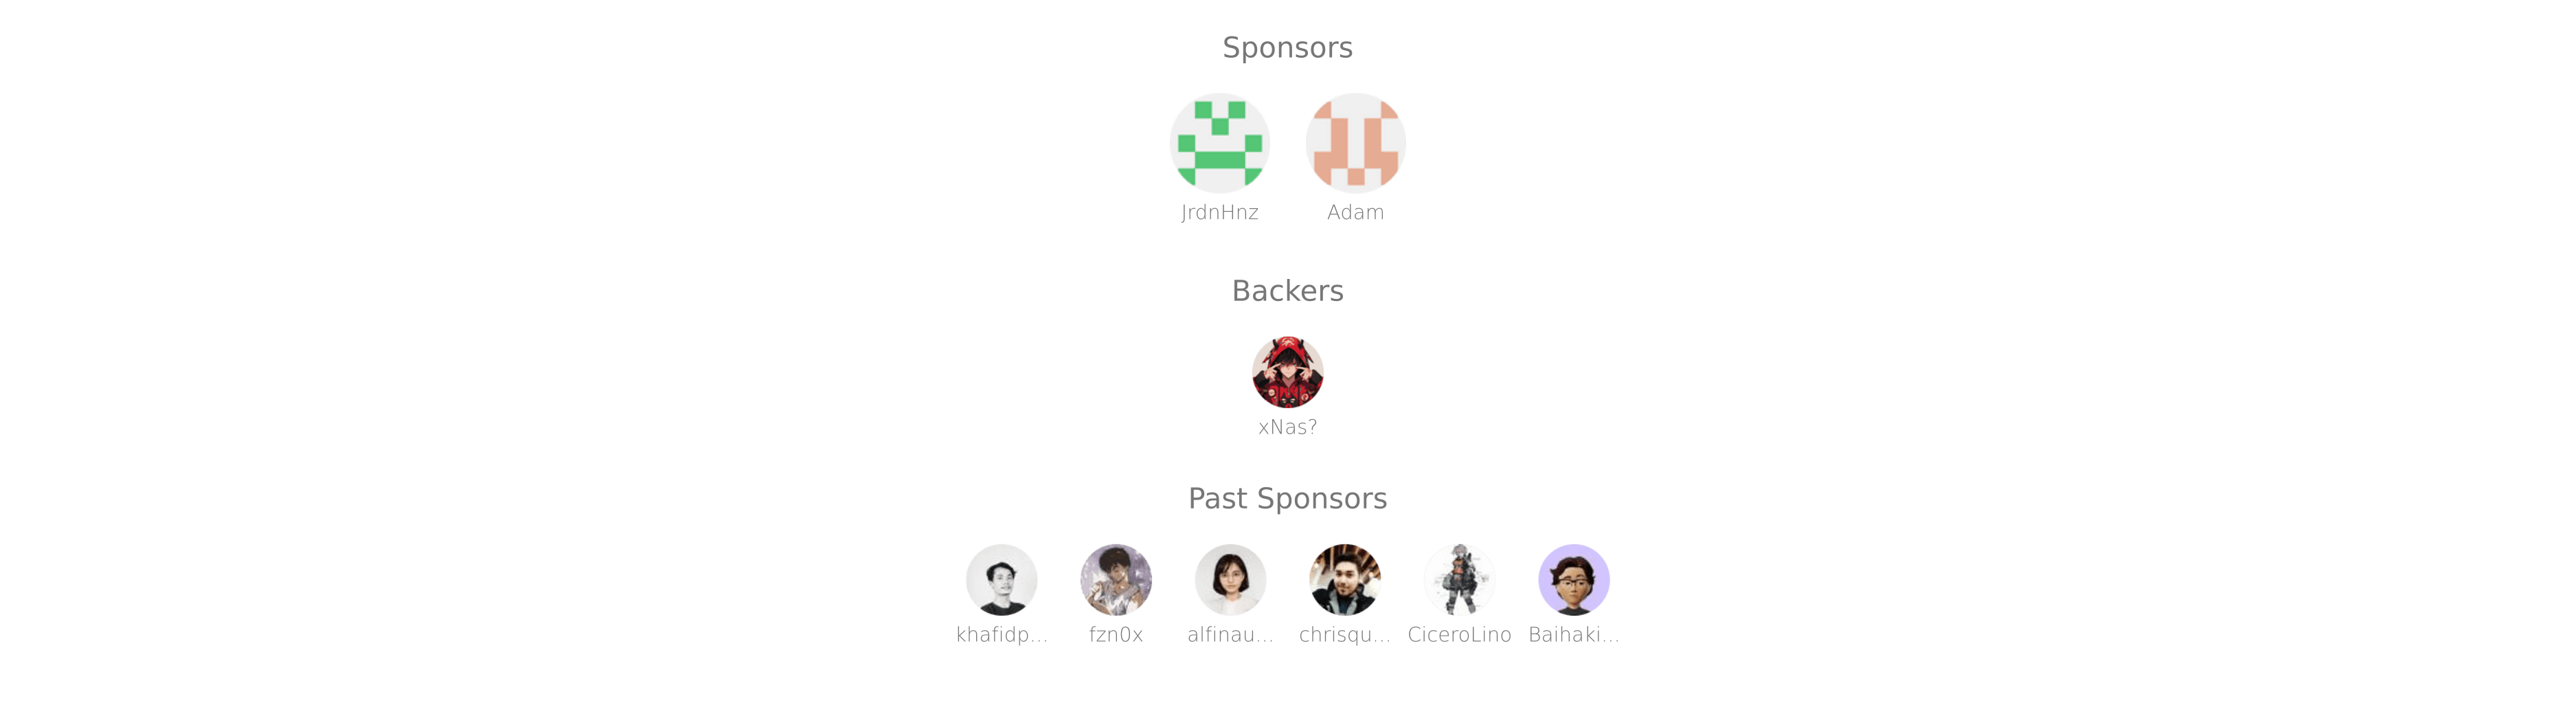 Sponsors
JrdnHnz Adam
Backers
xNas?
Past Sponsors
khafidp... fzn0x alfinau... chrisqu... CiceroLino Baihaki...